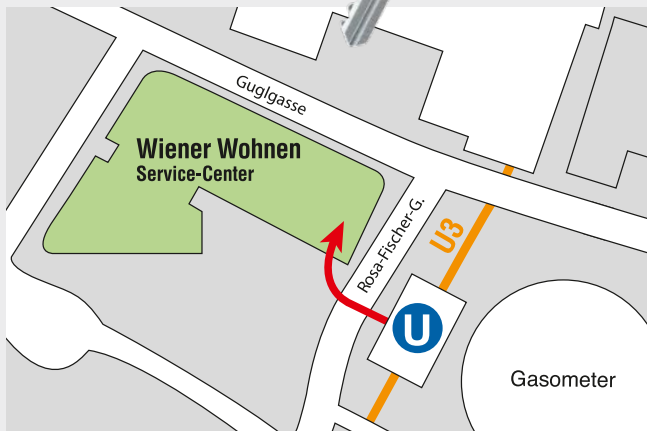 Guglgasse
Wiener Wohnen
Service-Center
Rosa-Fischer-G.
U3
U
Gasometer